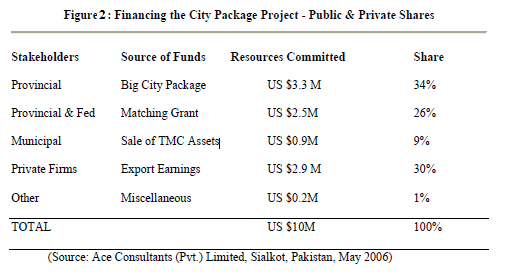 Figure 2 : Financing the City Package Project - Public & Private Shares
Stakeholders Source of Funds Resources Committed Share
Provincial Big City Package US $3.3 M 34%
Provincial & Fed Matching Grant US $2.5M 26%
Municipal Sale of TMC Assets US $0.9M 9%
Private Firms Export Earnings US $2.9 M 30%
Other Miscellaneous US $0.2M 1%
TOTAL US $10M 100%
(Source: Ace Consultants (Pvt.) Limited, Sialkot, Pakistan, May 2006)